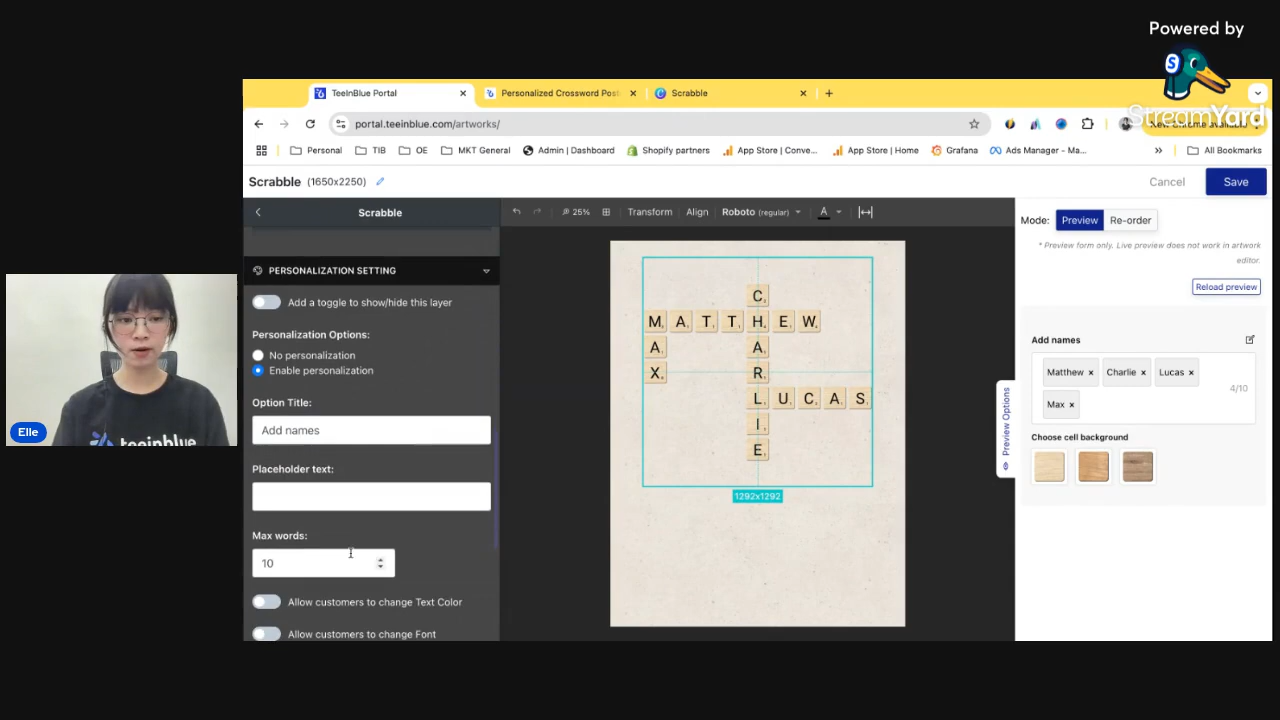 Powered by
StreamYard
TeeInBlue Portal
Personalized Crossword Post
Scrabble
portal.teeinblue.com/artworks/
New Chrome available
Personal
TIB
OE
MKT General
Admin | Dashboard
Shopify partners
App Store | Conve...
App Store | Home
Grafana
Ads Manager - Ma...
All Bookmarks
Scrabble (1650x2250)
Cancel
Save
Scrabble
25%
Transform
Align
Roboto (regular)
A
Mode:
Preview
Re-order
* Preview form only. Live preview does not work in artwork
editor.
Reload preview
PERSONALIZATION SETTING
Add a toggle to show/hide this layer
Personalization Options:
No personalization
Enable personalization
Option Title:
Add names
Placeholder text:
Max words:
10
Allow customers to change Text Color
Allow customers to change Font
C
MATTHEW
A A
X R
LUCAS
I
E
1292x1292
Preview Options
Add names
Matthew ×
Charlie ×
Lucas ×
Max ×
4/10
Choose cell background
Elle
teeinblue